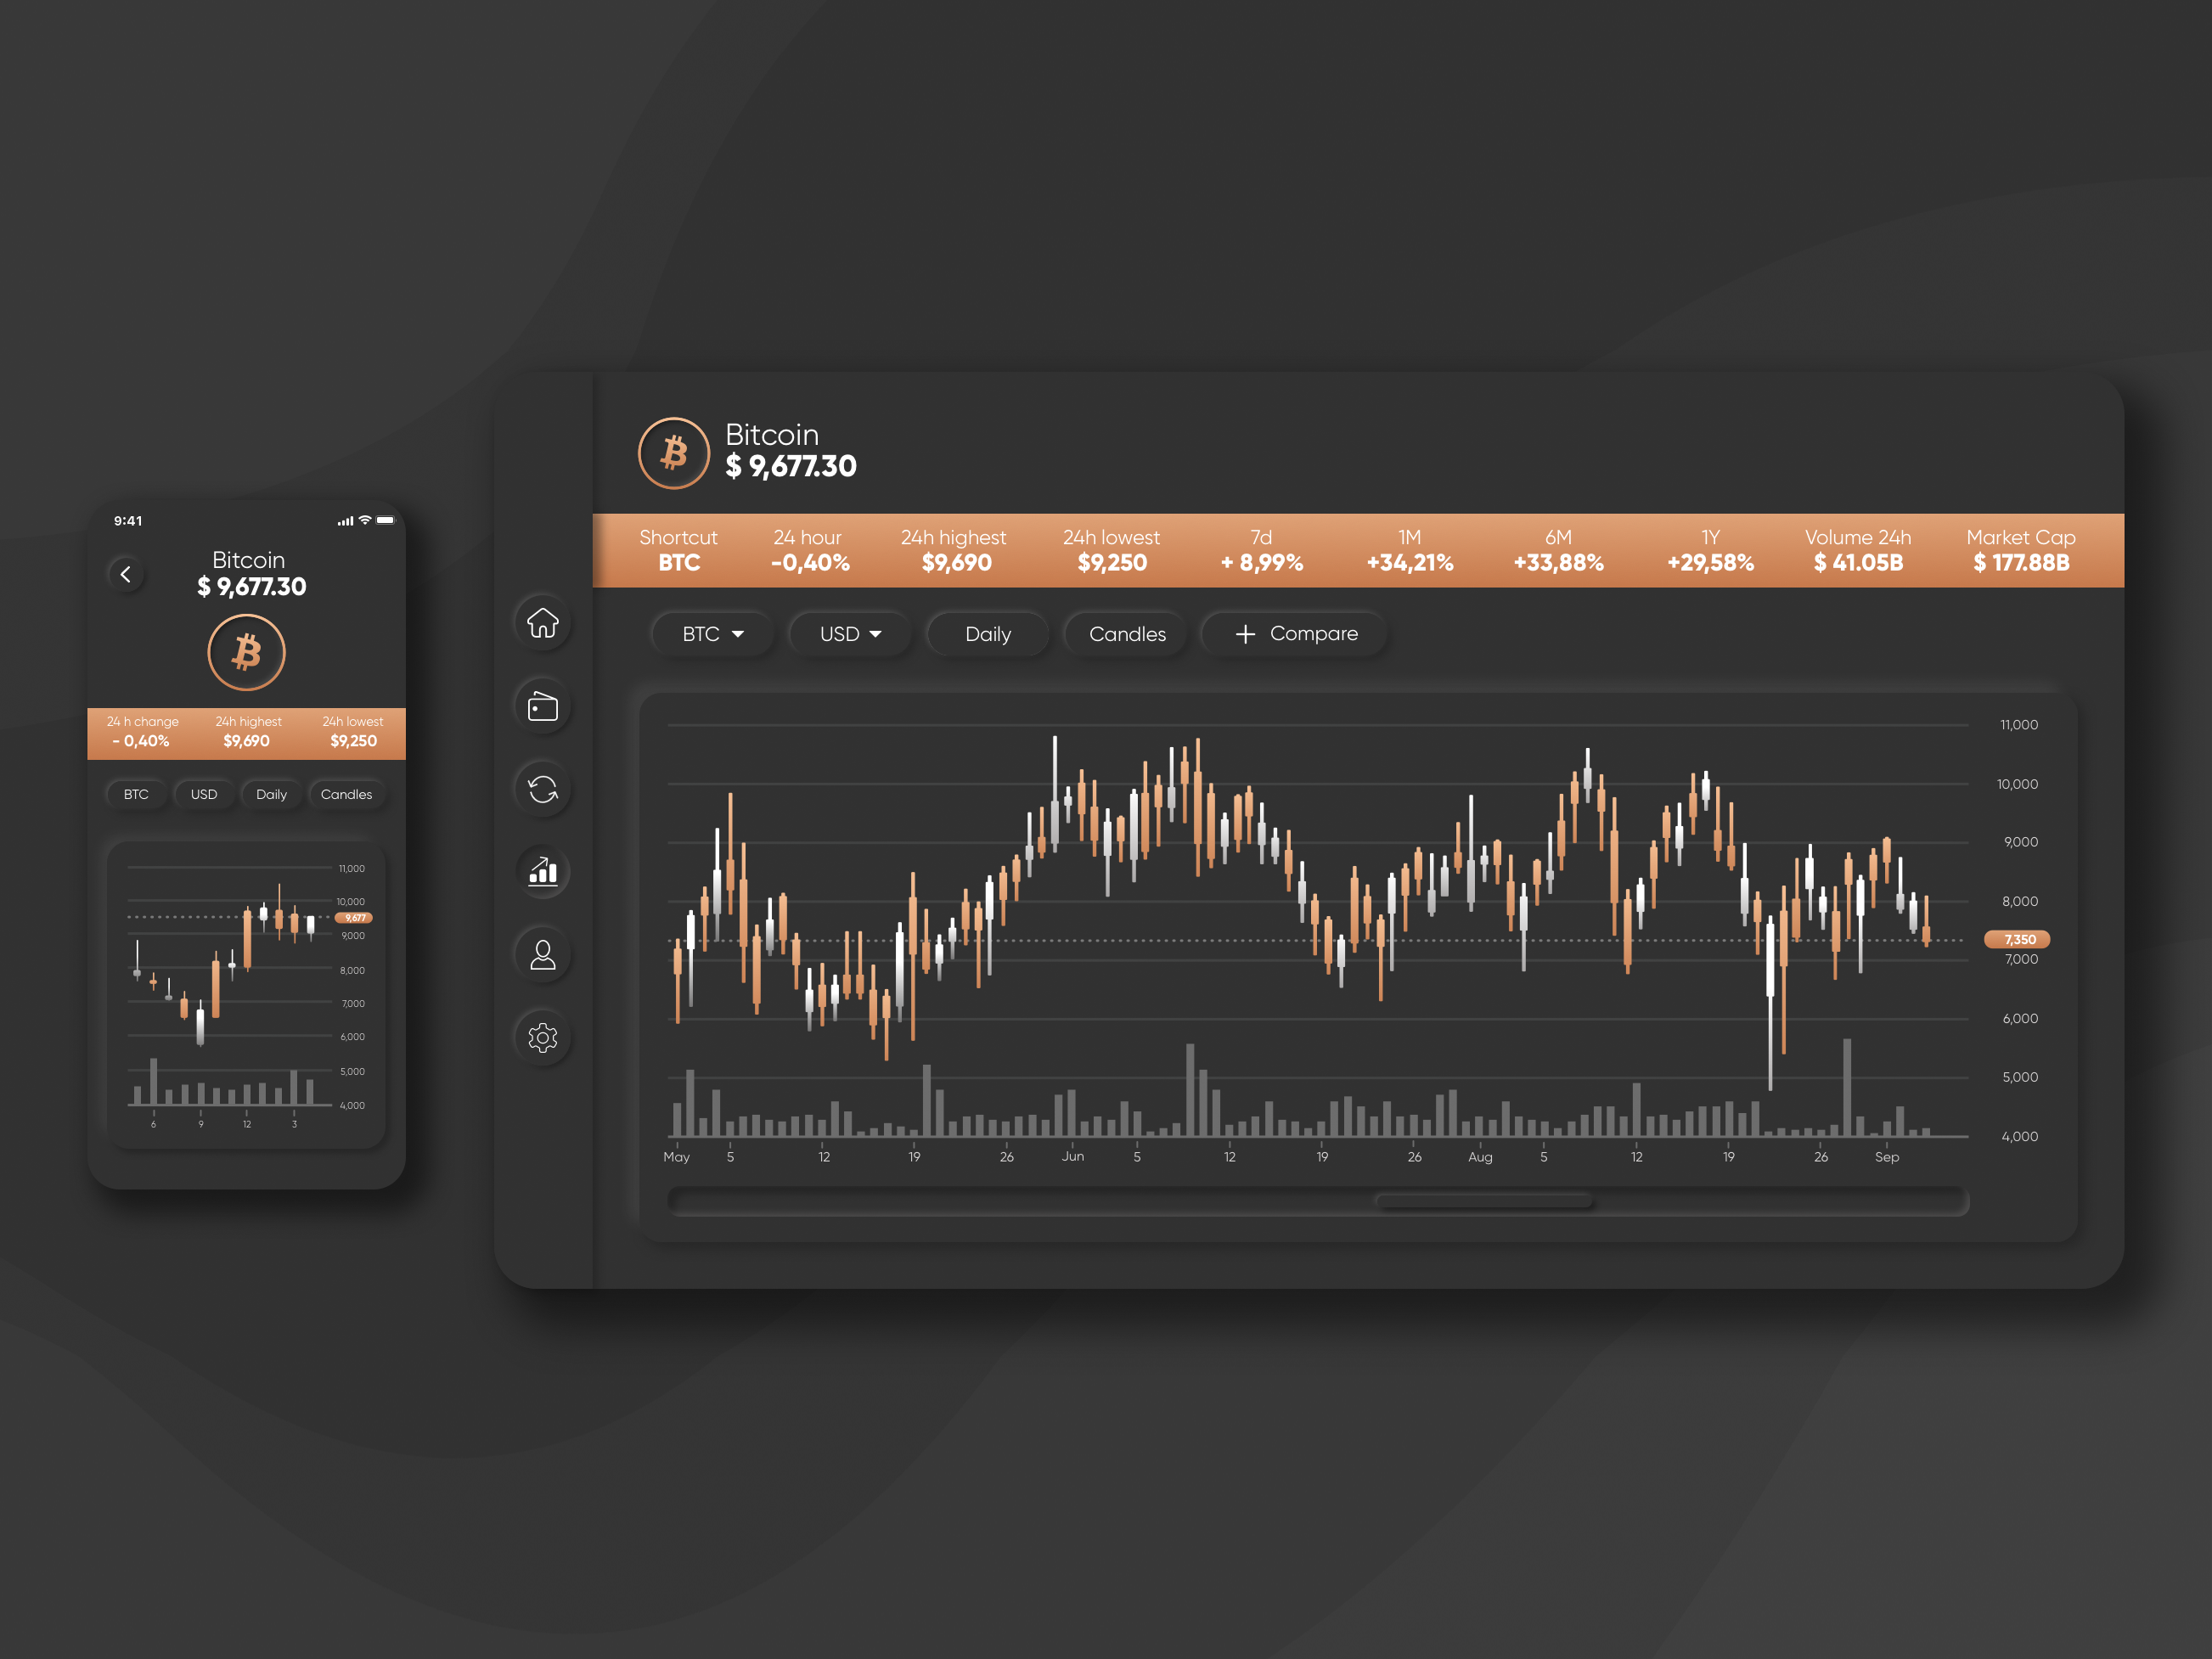 9:41
Bitcoin
$ 9,677.30
24 h change 24h highest 24h lowest
- 0,40% $9,690 $9,250
BTC USD Daily Candles
11,000
10,000
9,677
9,000
8,000
7,000
6,000
5,000
4,000
6 9 12 3
Bitcoin
$ 9,677.30
Shortcut 24 hour 24h highest 24h lowest 7d 1M 6M 1Y Volume 24h Market Cap
BTC -0,40% $9,690 $9,250 + 8,99% +34,21% +33,88% +29,58% $ 41.05B $ 177.88B
BTC USD Daily Candles + Compare
11,000
10,000
9,000
8,000
7,350
7,000
6,000
5,000
4,000
May 5 12 19 26 Jun 5 12 19 26 Aug 5 12 19 26 Sep